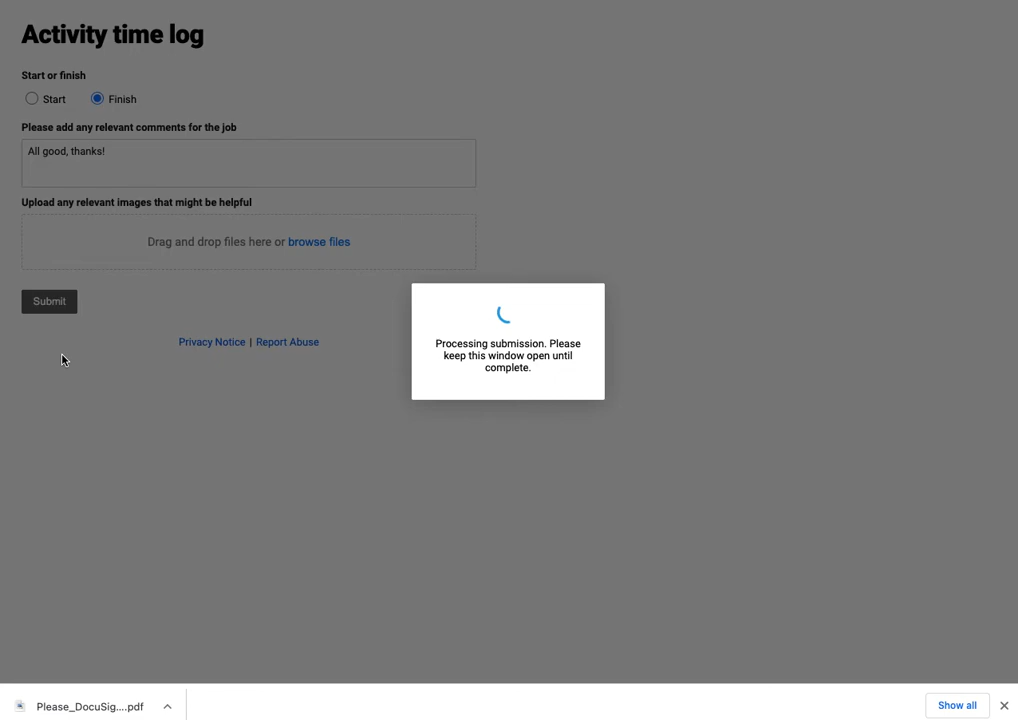 Activity time log
Start or finish
Start
Finish
Please add any relevant comments for the job
All good, thanks!
Upload any relevant images that might be helpful
Drag and drop files here or browse files
Submit
Privacy Notice | Report Abuse
Processing submission. Please
keep this window open until
complete.
Please_DocuSig....pdf
Show all